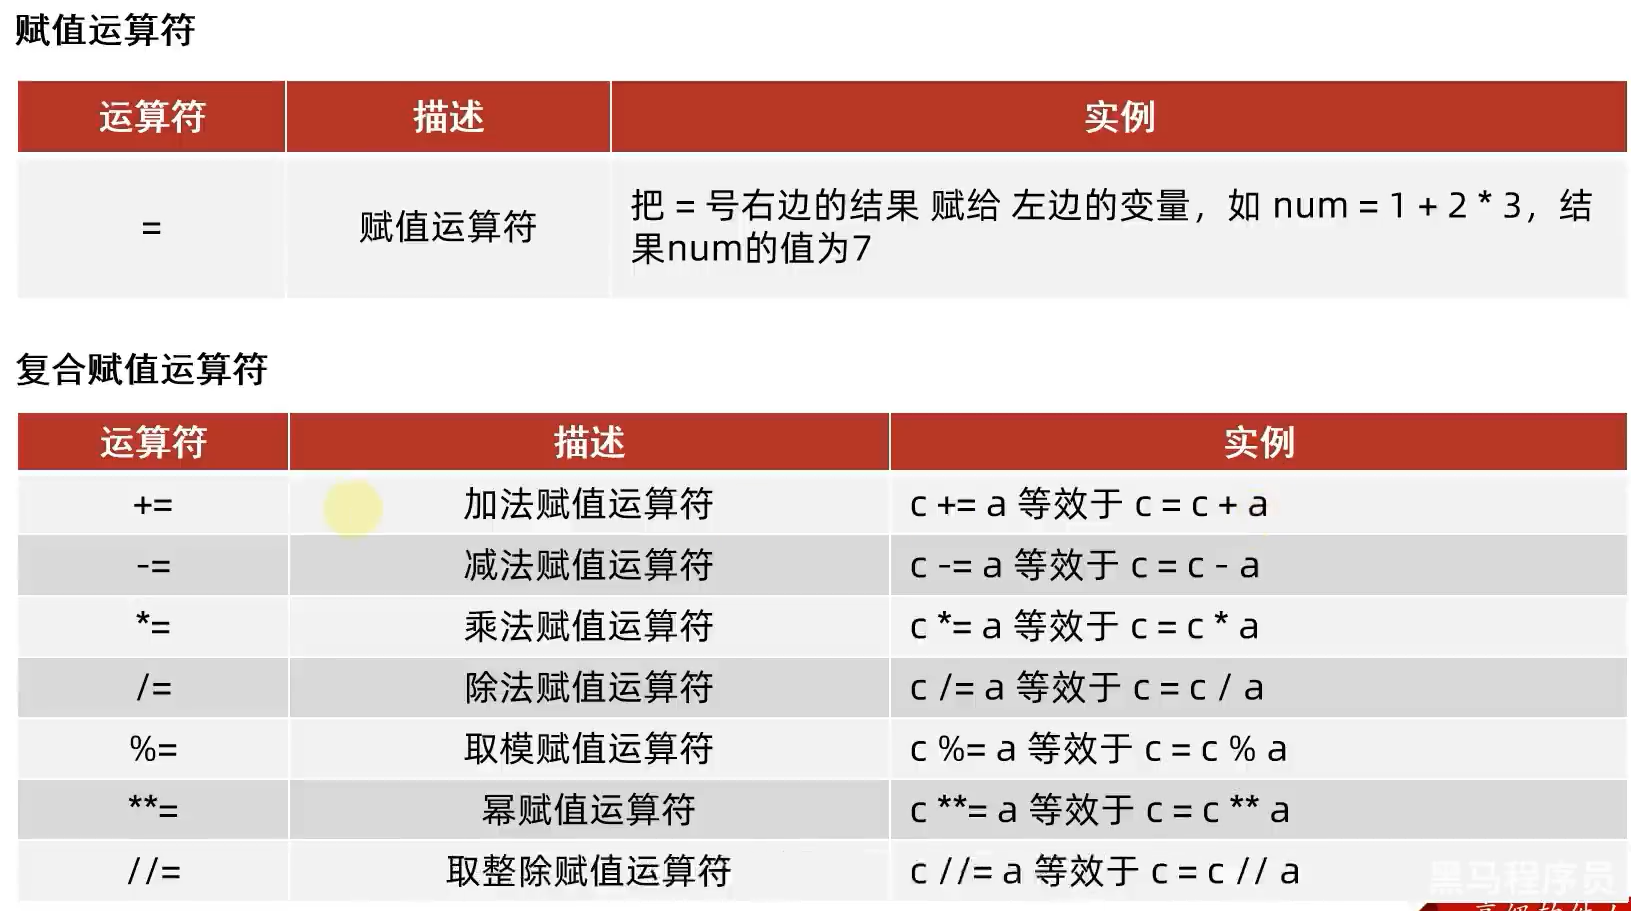 赋值运算符
运算符 描述 实例
= 赋值运算符 把 = 号右边的结果 赋给 左边的变量，如 num = 1 + 2 * 3，结
果num的值为7
复合赋值运算符
运算符 描述 实例
+= 加法赋值运算符 c += a 等效于 c = c + a
-= 减法赋值运算符 c -= a 等效于 c = c - a
*= 乘法赋值运算符 c *= a 等效于 c = c * a
/= 除法赋值运算符 c /= a 等效于 c = c / a
%= 取模赋值运算符 c %= a 等效于 c = c % a
**= 幂赋值运算符 c **= a 等效于 c = c ** a
//= 取整除赋值运算符 c //= a 等效于 c = c // a
黑马程序员